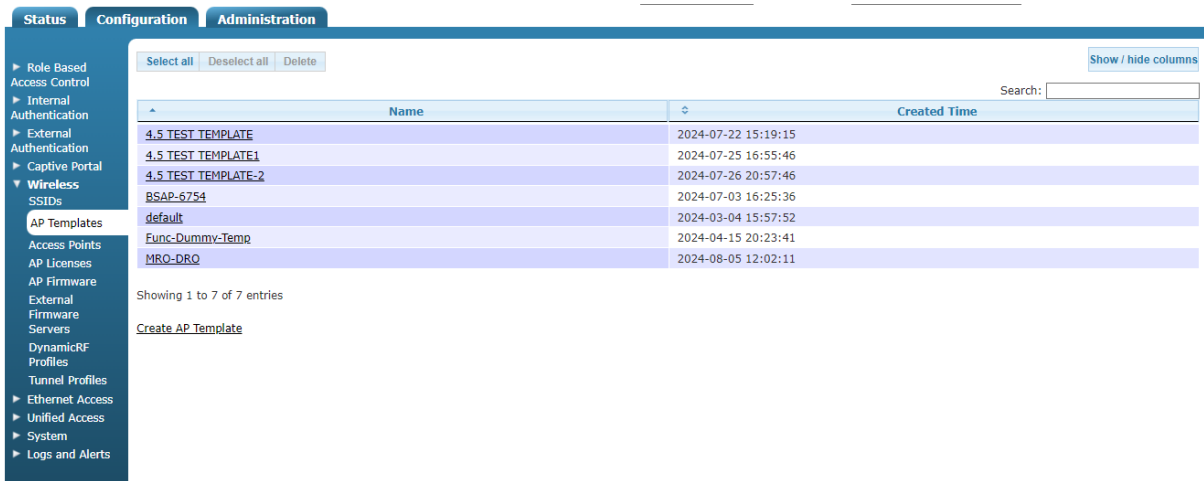 Status Configuration Administration
Role Based
Access Control
Internal
Authentication
External
Authentication
Captive Portal
Wireless
SSIDs
AP Templates
Access Points
AP Licenses
AP Firmware
External
Firmware
Servers
DynamicRF
Profiles
Tunnel Profiles
Ethernet Access
Unified Access
System
Logs and Alerts
Select all Deselect all Delete
Show / hide columns
Search:
Name Created Time
4.5 TEST TEMPLATE 2024-07-22 15:19:15
4.5 TEST TEMPLATE1 2024-07-25 16:55:46
4.5 TEST TEMPLATE-2 2024-07-26 20:57:46
BSAP-6754 2024-07-03 16:25:36
default 2024-03-04 15:57:52
Func-Dummy-Temp 2024-04-15 20:23:41
MRO-DRO 2024-08-05 12:02:11
Showing 1 to 7 of 7 entries
Create AP Template